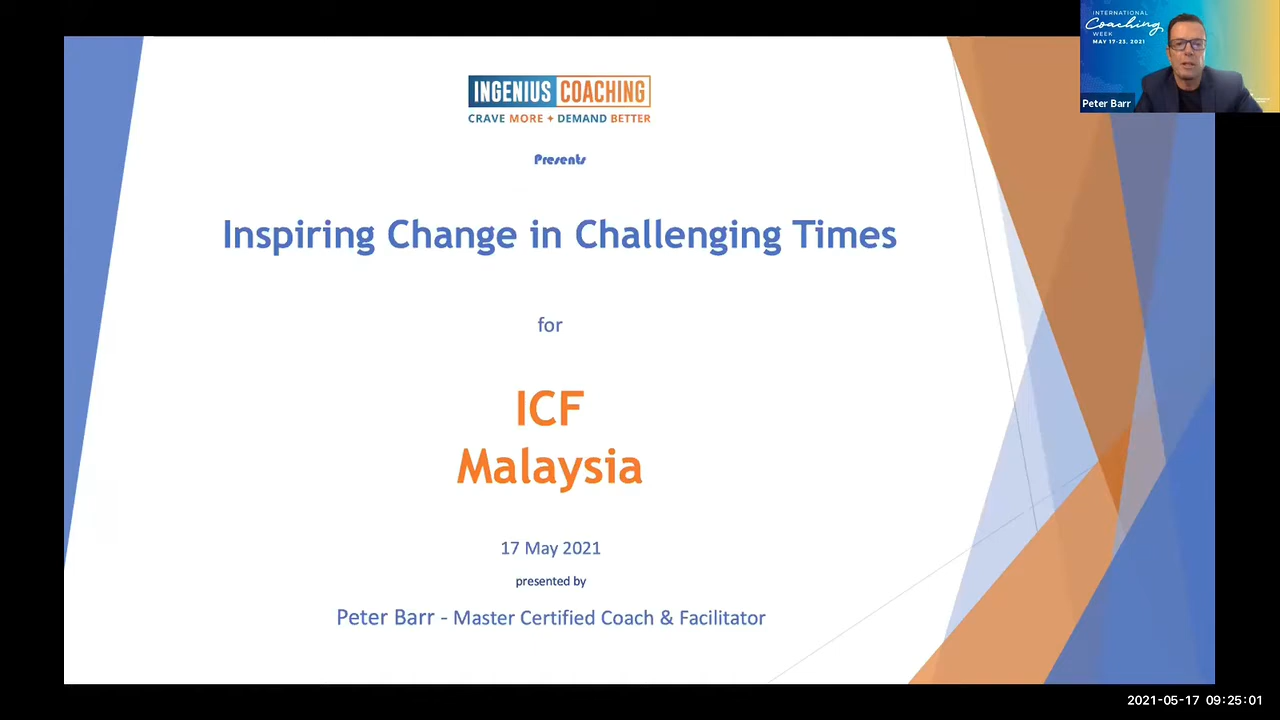 INTERNATIONAL
Coaching
WEEK
MAY 17-23, 2021
Peter Barr
INGENIUS COACHING
CRAVE MORE + DEMAND BETTER
Presents
Inspiring Change in Challenging Times
for
ICF
Malaysia
17 May 2021
presented by
Peter Barr - Master Certified Coach & Facilitator
2021-05-17 09:25:01